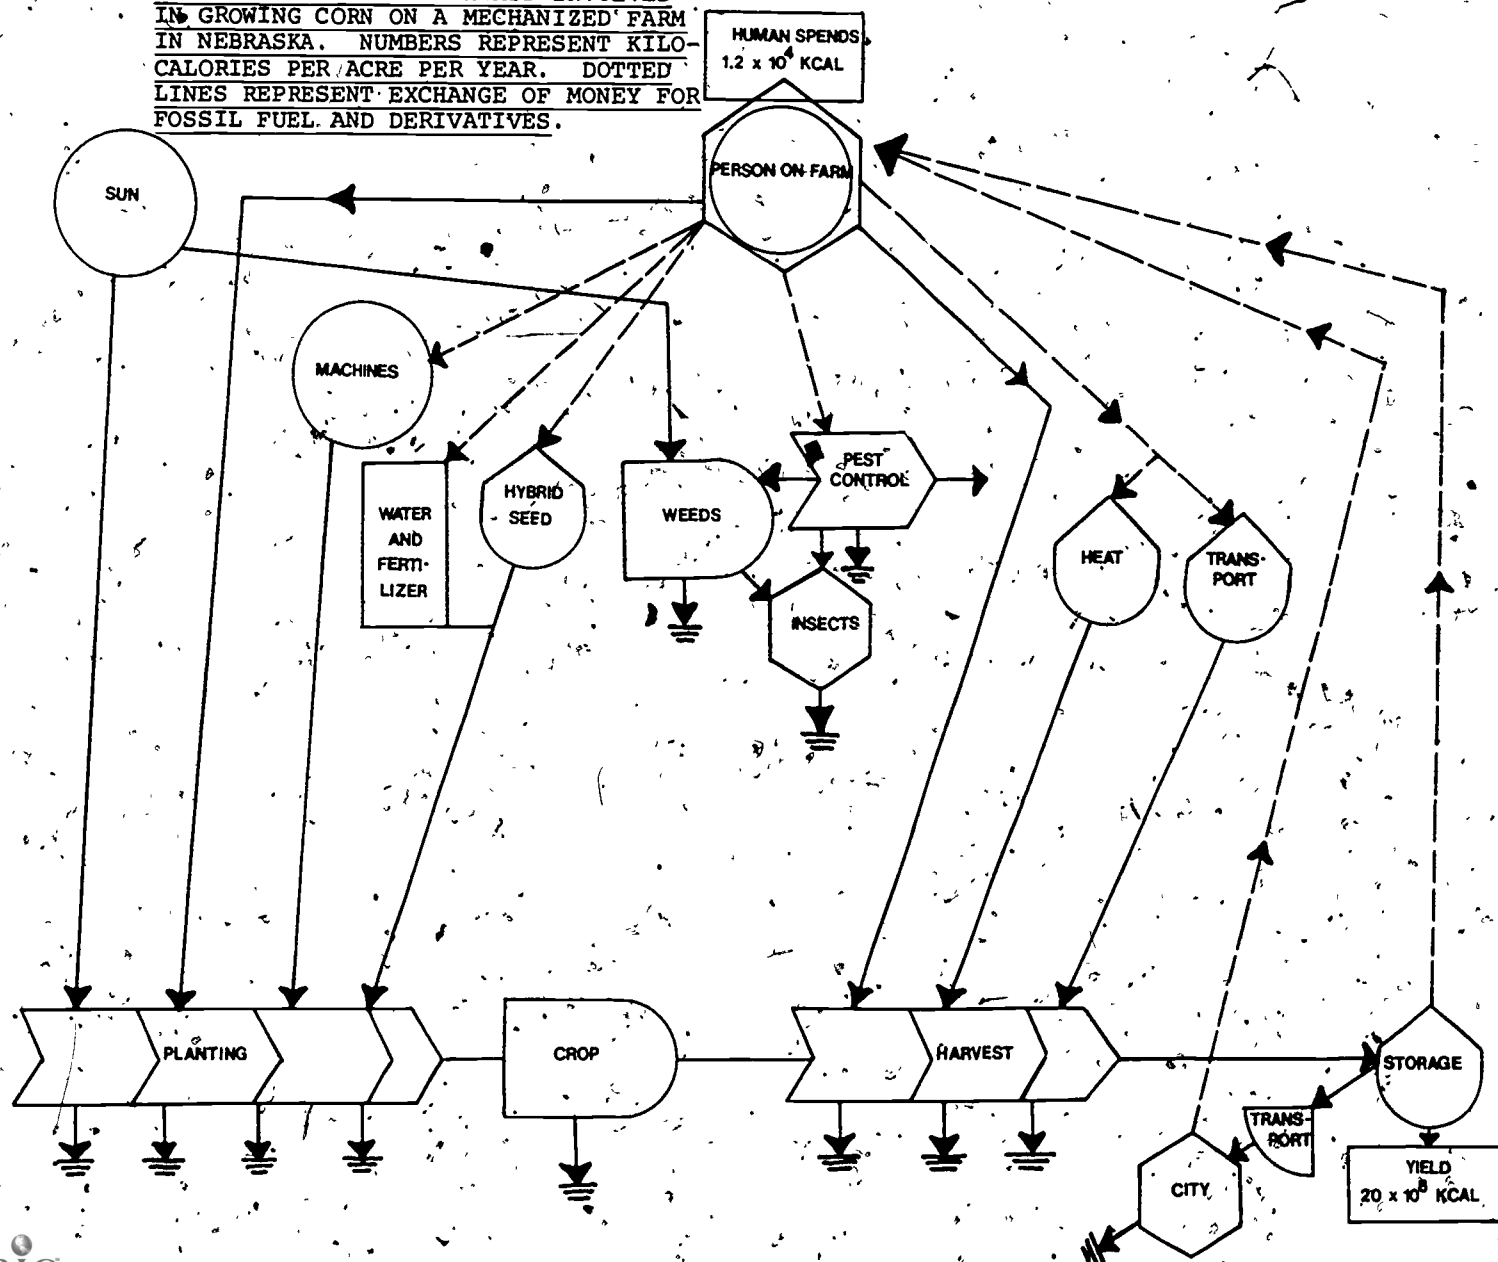 IN GROWING CORN ON A MECHANIZED FARM
IN NEBRASKA. NUMBERS REPRESENT KILO-
CALORIES PER ACRE PER YEAR. DOTTED
LINES REPRESENT EXCHANGE OF MONEY FOR
FOSSIL FUEL AND DERIVATIVES.
HUMAN SPENDS
1.2 x 10⁴ KCAL
PERSON ON FARM
SUN
MACHINES
WATER
AND
FERTI-
LIZER
HYBRID
SEED
WEEDS
PEST
CONTROL
INSECTS
HEAT
TRANS-
PORT
PLANTING
CROP
HARVEST
STORAGE
TRANS-
PORT
CITY
YIELD
20 x 10⁸ KCAL